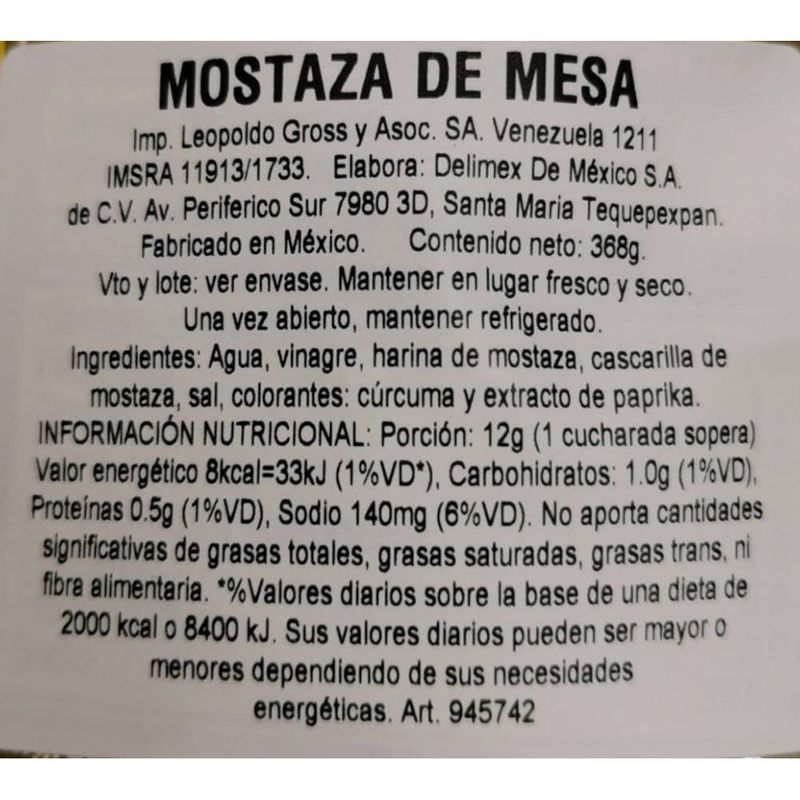 MOSTAZA DE MESA
Imp. Leopoldo Gross y Asoc. SA. Venezuela 1211
IMSRA 11913/1733. Elabora: Delimex De México S.A.
de C.V. Av. Periferico Sur 7980 3D, Santa Maria Tequepexpan.
Fabricado en México. Contenido neto: 368g.
Vto y lote: ver envase. Mantener en lugar fresco y seco.
Una vez abierto, mantener refrigerado.
Ingredientes: Agua, vinagre, harina de mostaza, cascarilla de
mostaza, sal, colorantes: cúrcuma y extracto de paprika.
INFORMACIÓN NUTRICIONAL: Porción: 12g (1 cucharada sopera)
Valor energético 8kcal=33kJ (1%VD*), Carbohidratos: 1.0g (1%VD),
Proteínas 0.5g (1%VD), Sodio 140mg (6%VD). No aporta cantidades
significativas de grasas totales, grasas saturadas, grasas trans, ni
fibra alimentaria. *%Valores diarios sobre la base de una dieta de
2000 kcal o 8400 kJ. Sus valores diarios pueden ser mayor o
menores dependiendo de sus necesidades
energéticas. Art. 945742